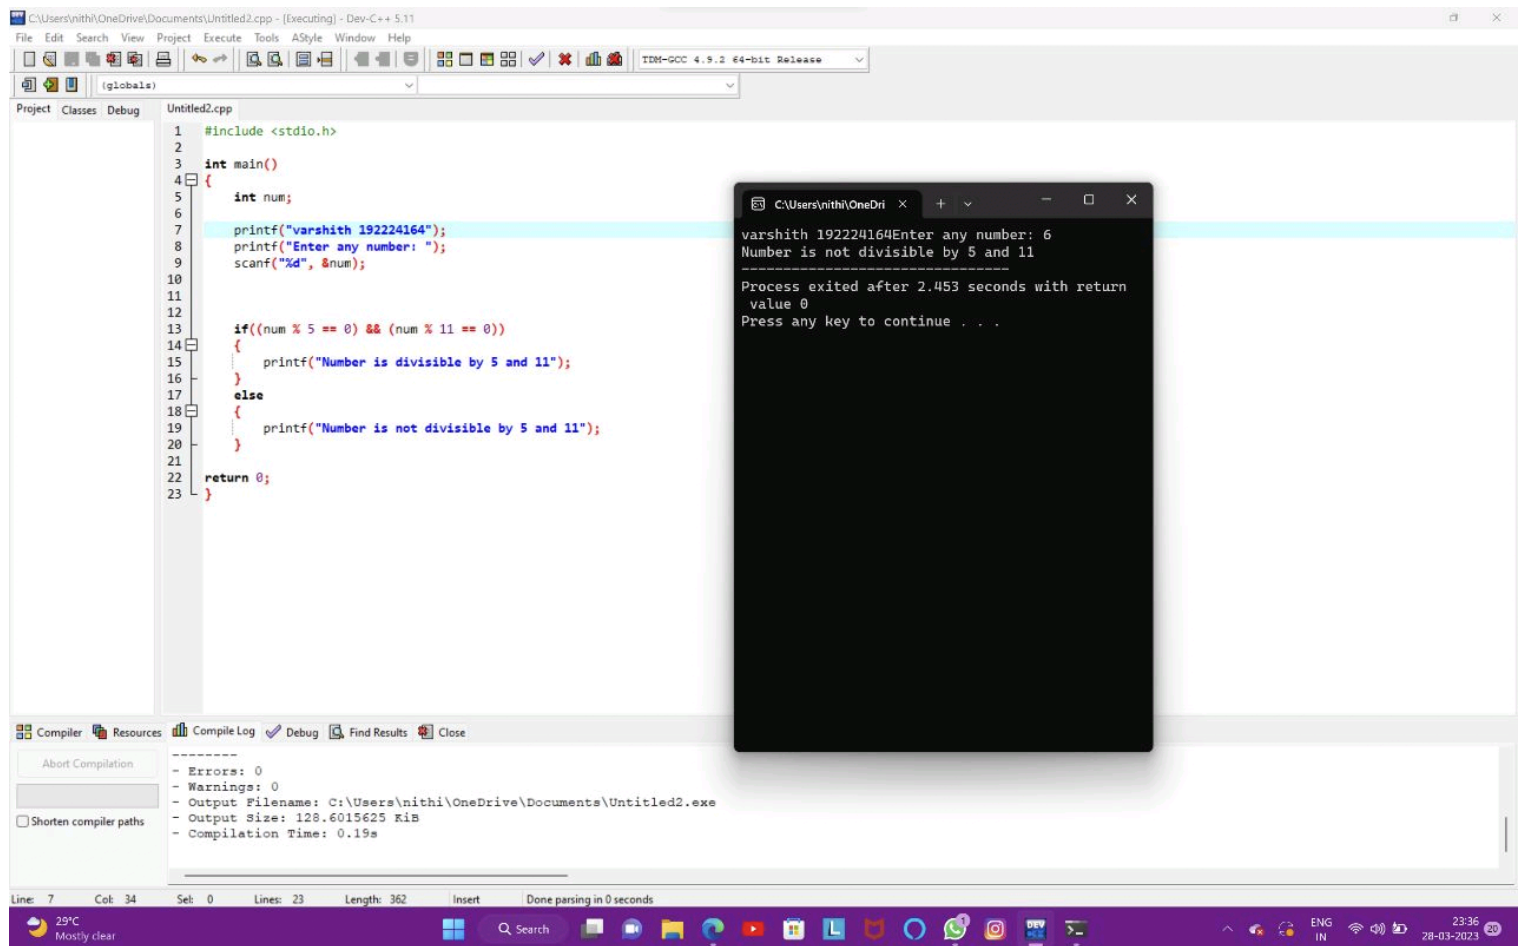 C:\Users\nithi\OneDrive\Documents\Untitled2.cpp - [Executing] - Dev-C++ 5.11
File Edit Search View Project Execute Tools AStyle Window Help
TDM-GCC 4.9.2 64-bit Release
(globals)
Project Classes Debug Untitled2.cpp
1 #include <stdio.h>
2
3 int main()
4 {
5 int num;
6
7 printf("varshith 192224164");
8 printf("Enter any number: ");
9 scanf("%d", &num);
10
11
12
13 if((num % 5 == 0) && (num % 11 == 0))
14 {
15 printf("Number is divisible by 5 and 11");
16 }
17 else
18 {
19 printf("Number is not divisible by 5 and 11");
20 }
21
22 return 0;
23 }
C:\Users\nithi\OneDri
varshith 192224164Enter any number: 6
Number is not divisible by 5 and 11
--------------------------------
Process exited after 2.453 seconds with return
value 0
Press any key to continue . . .
Compiler Resources Compile Log Debug Find Results Close
Abort Compilation
Shorten compiler paths
--------
- Errors: 0
- Warnings: 0
- Output Filename: C:\Users\nithi\OneDrive\Documents\Untitled2.exe
- Output Size: 128.6015625 KiB
- Compilation Time: 0.19s
Line: 7 Col: 34 Sel: 0 Lines: 23 Length: 362 Insert Done parsing in 0 seconds
29°C
Mostly clear
Search
L
DEV
1
ENG
IN
23:36
28-03-2023
20